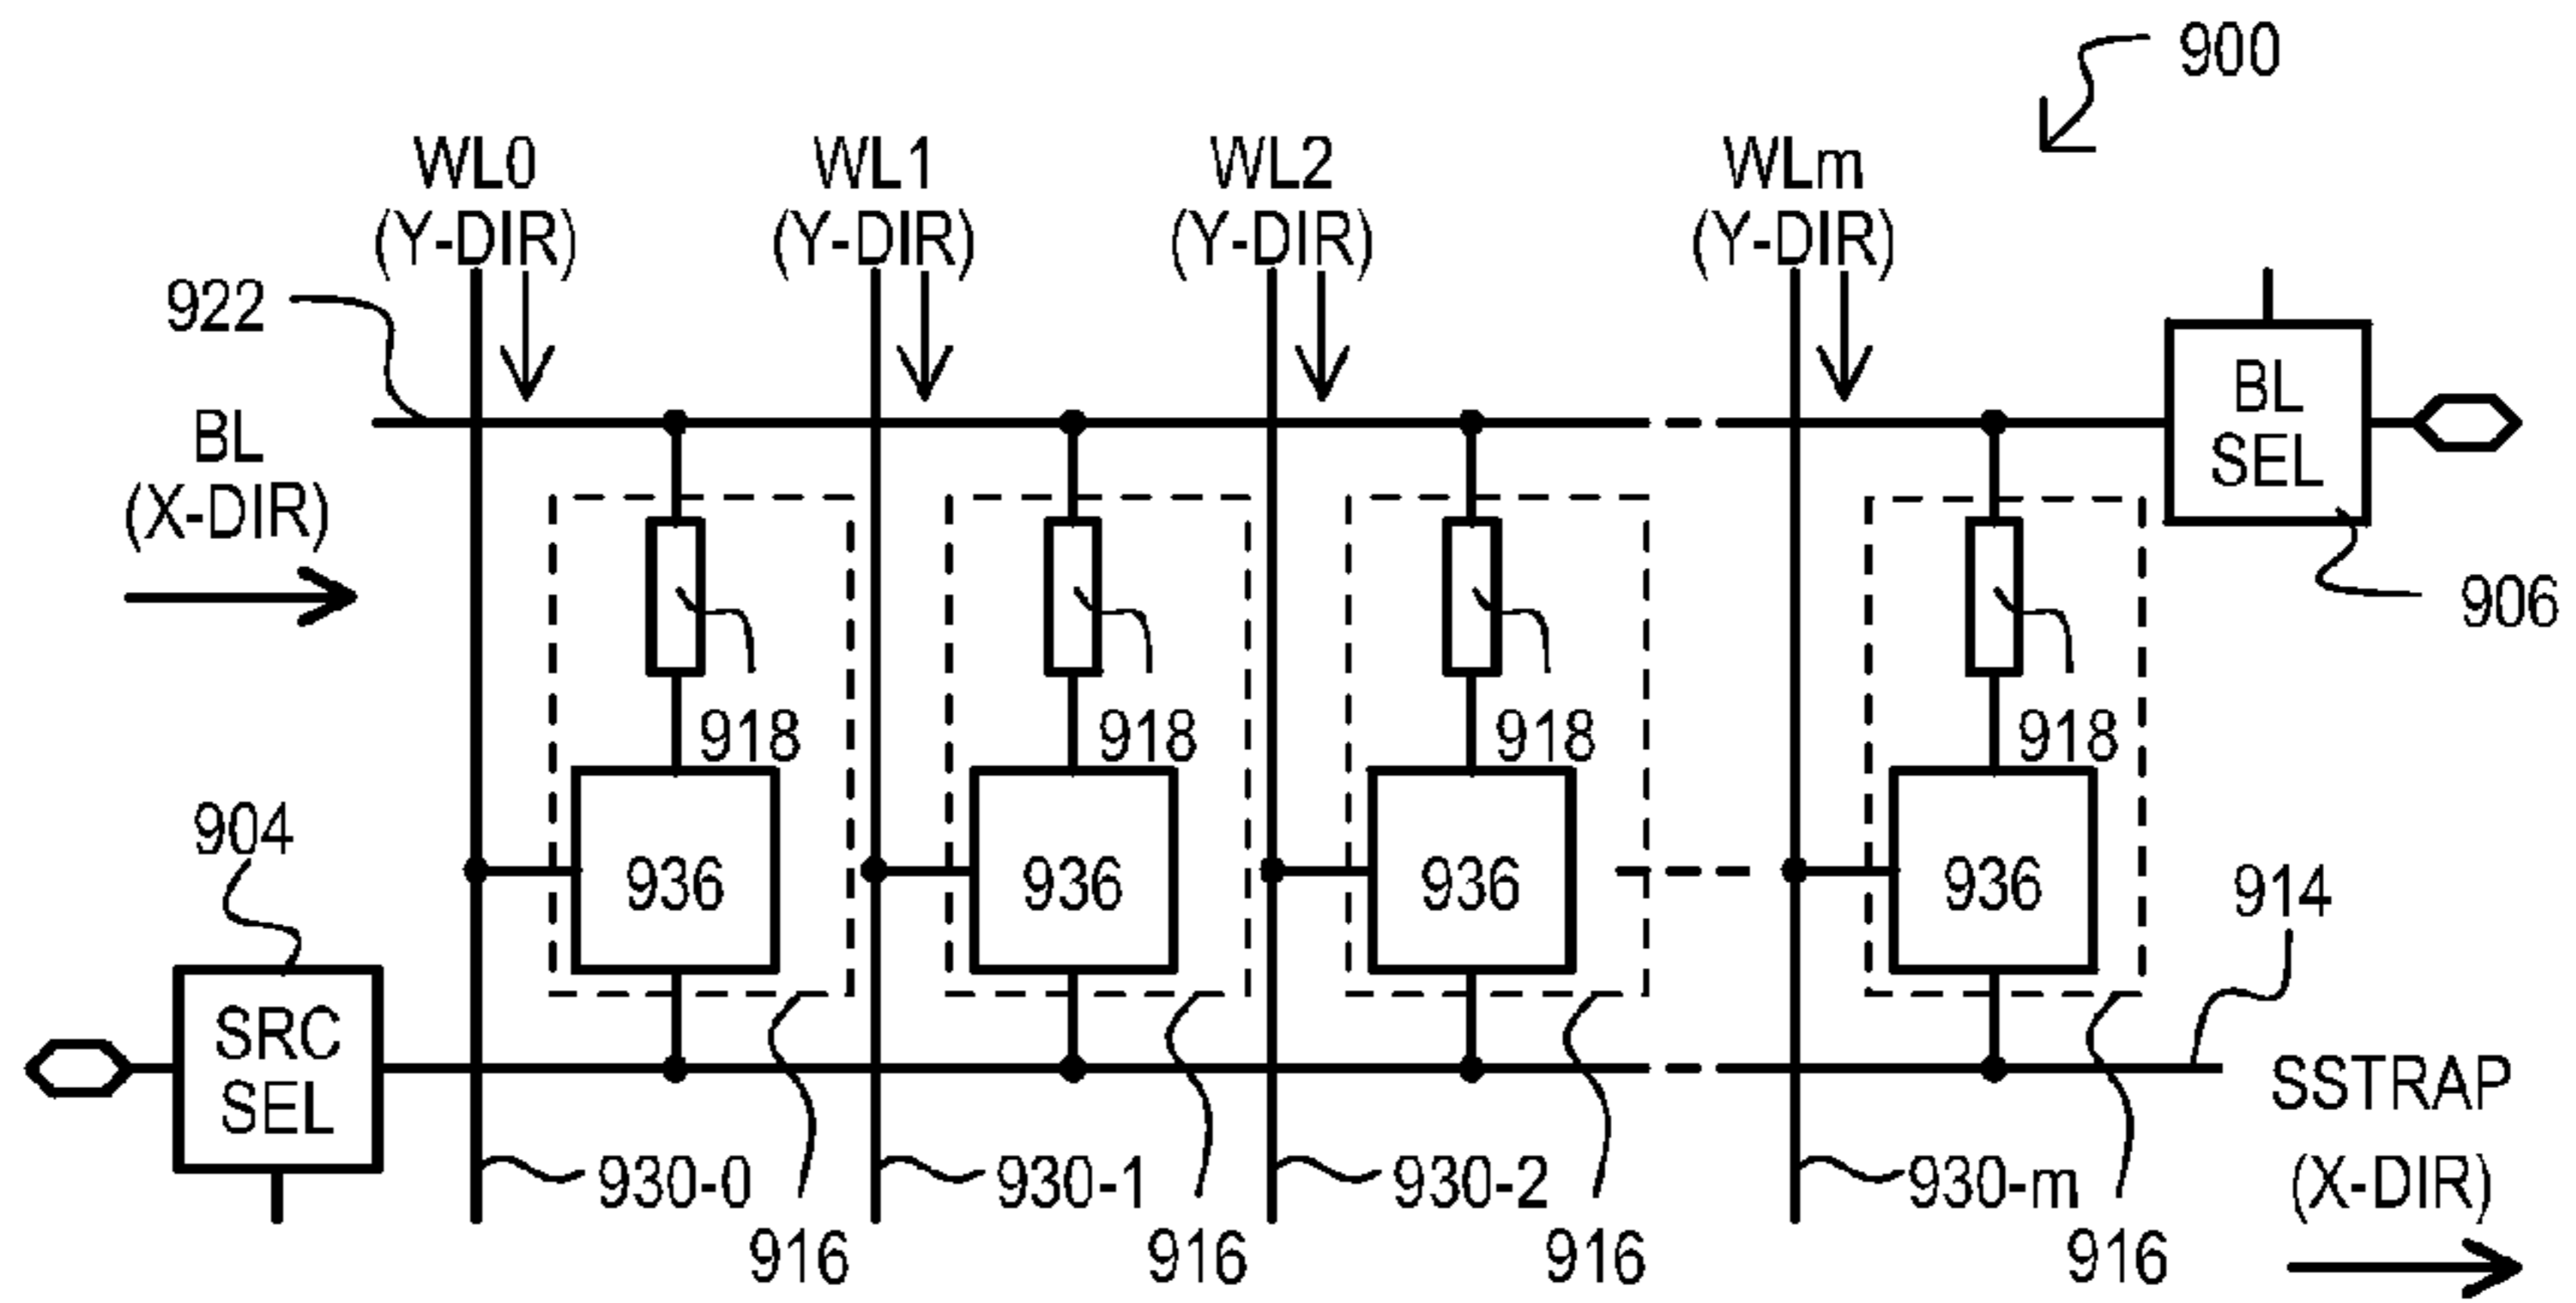 900
WL0
(Y-DIR)
WL1
(Y-DIR)
WL2
(Y-DIR)
WLm
(Y-DIR)
922
BL
(X-DIR)
BL
SEL
906
918
918
918
918
904
936
936
936
936
914
SRC
SEL
SSTRAP
(X-DIR)
930-0
930-1
930-2
930-m
916
916
916
916